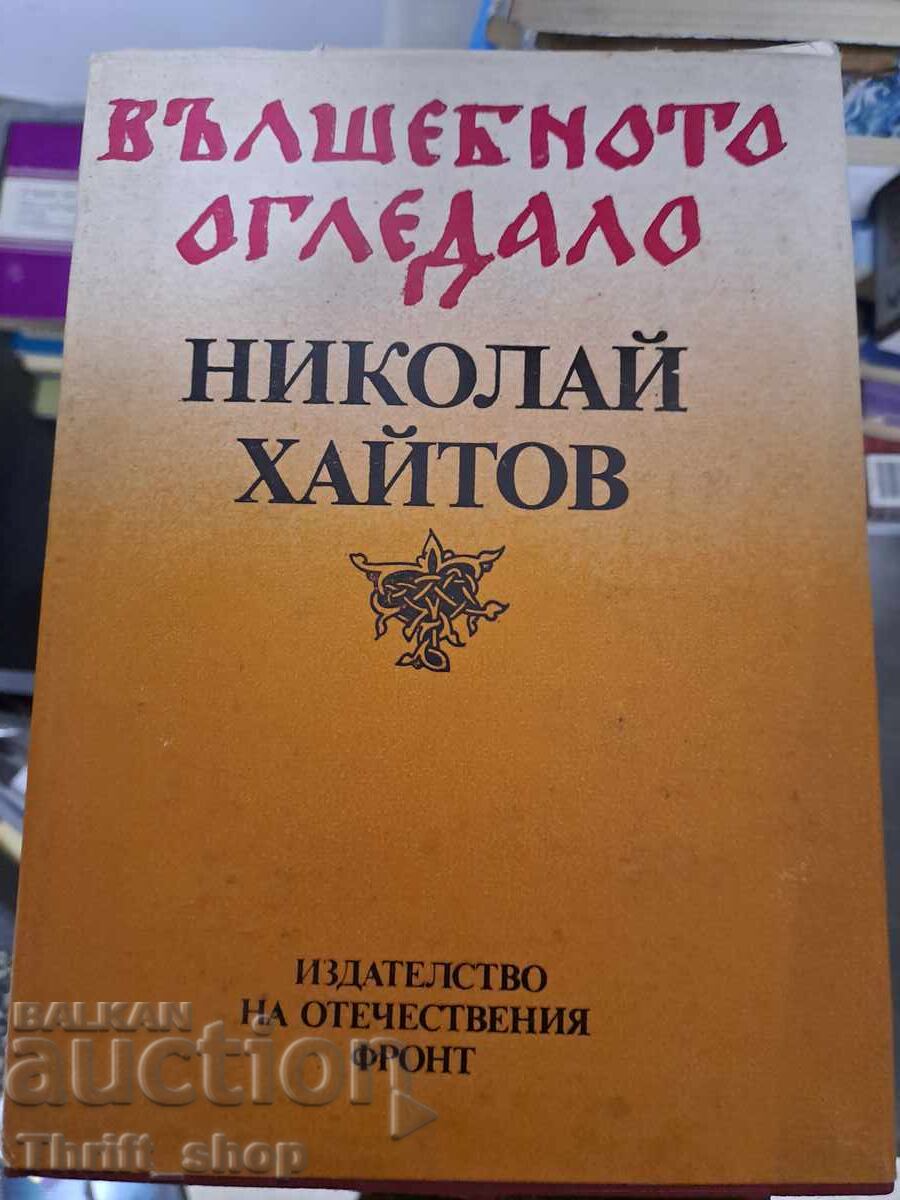 ВЪЛШЕБНОТО
ОГЛЕДАЛО
НИКОЛАЙ
ХАЙТОВ
ИЗДАТЕЛСТВО
НА ОТЕЧЕСТВЕНИЯ
ФРОНТ
BALKAN
auction
Thrift_shop